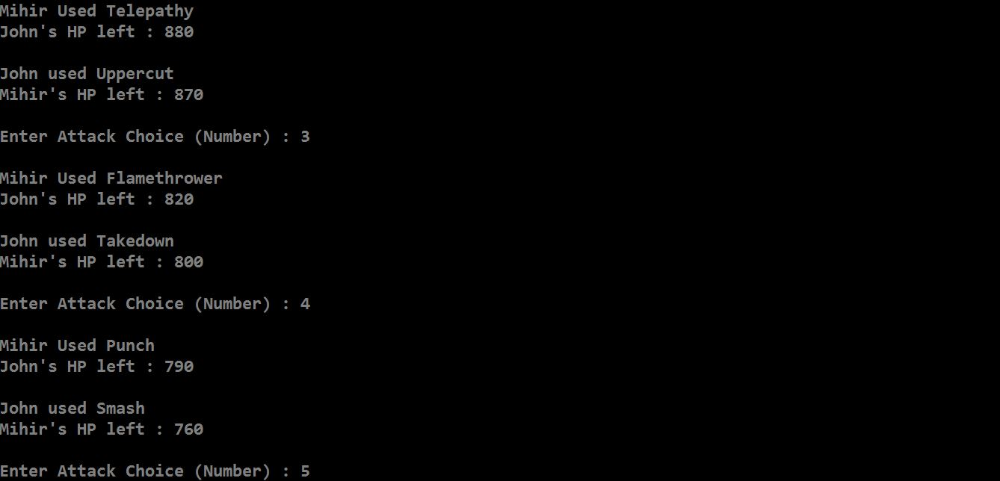 Mihir Used Telepathy
John's HP left : 880
John used Uppercut
Mihir's HP left : 870
Enter Attack Choice (Number) : 3
Mihir Used Flamethrower
John's HP left : 820
John used Takedown
Mihir's HP left : 800
Enter Attack Choice (Number) : 4
Mihir Used Punch
John's HP left : 790
John used Smash
Mihir's HP left : 760
Enter Attack Choice (Number) : 5